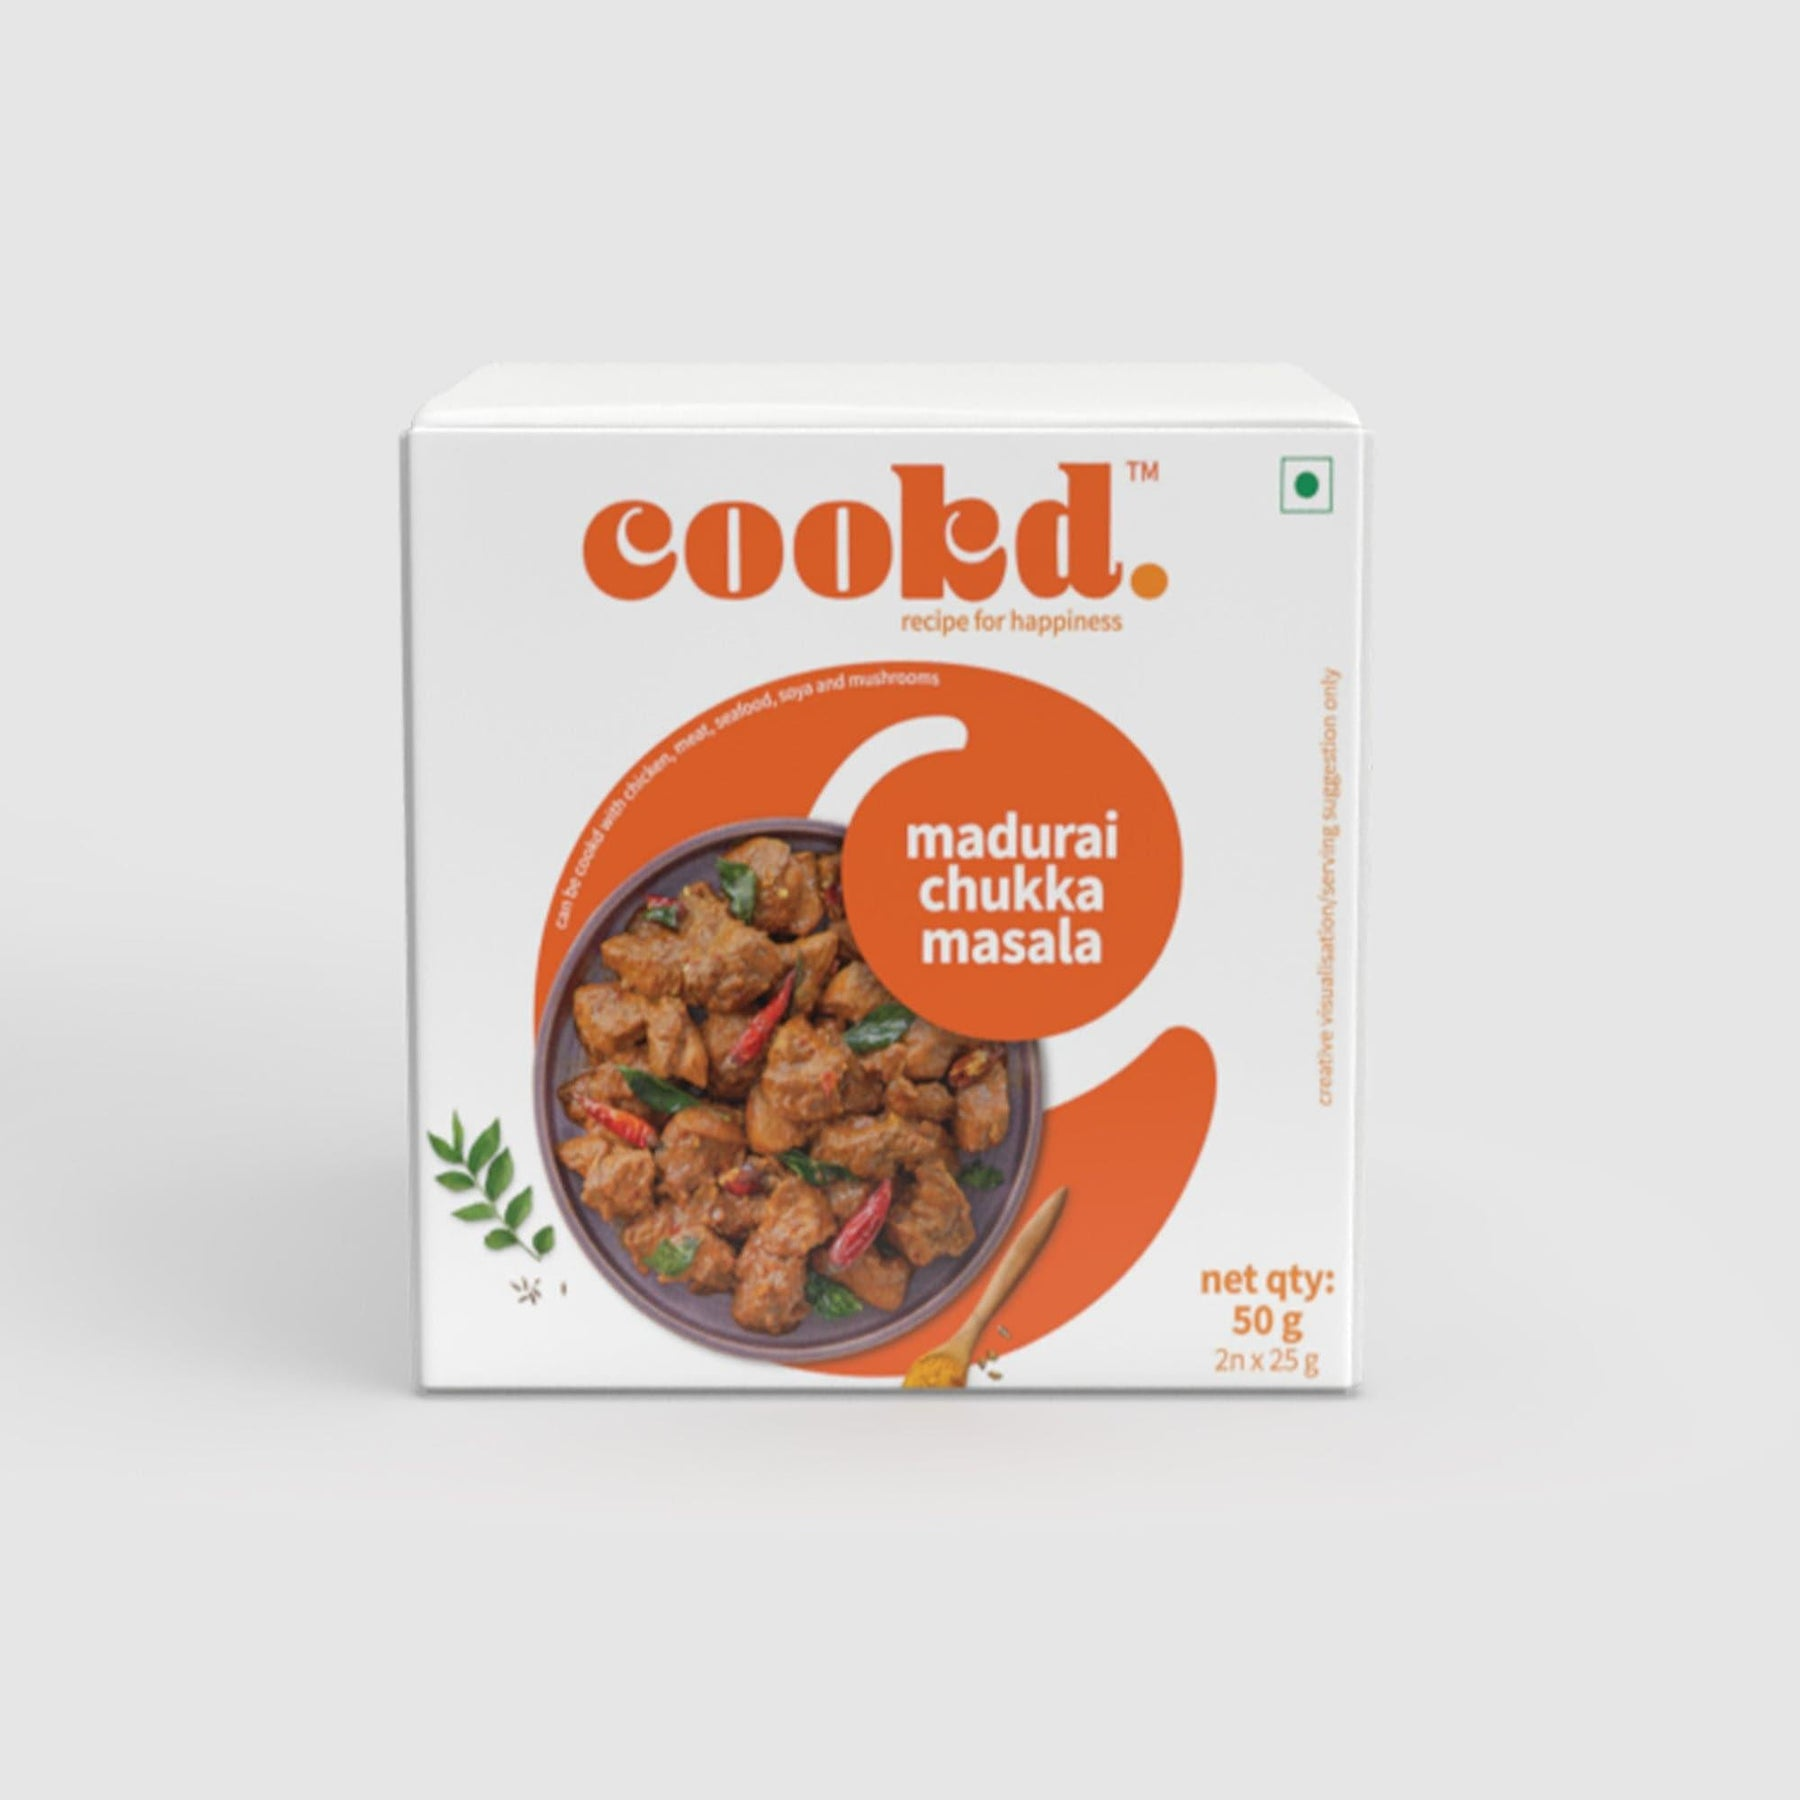 cookd.™
recipe for happiness
can be cookd with chicken, meat, seafood, soya and mushrooms
madurai
chukka
masala
creative visualisation/serving suggestion only
net qty:
50 g
2n x 25 g